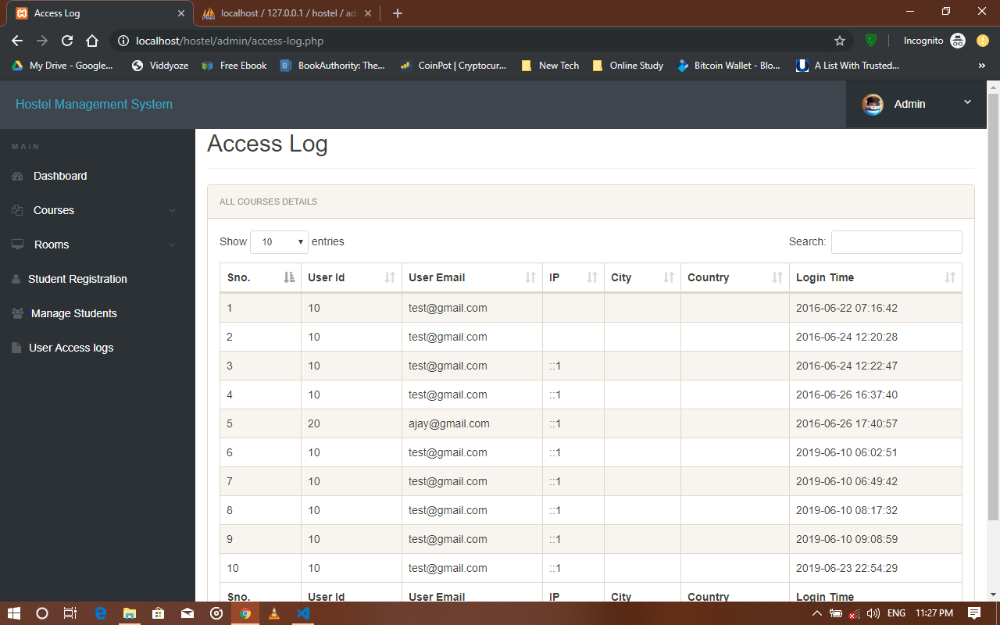 Access Log
localhost / 127.0.0.1 / hostel / ad
localhost/hostel/admin/access-log.php
Incognito
My Drive - Google...
Viddyoze
Free Ebook
BookAuthority: The...
CoinPot | Cryptocur...
New Tech
Online Study
Bitcoin Wallet - Blo...
A List With Trusted...
Hostel Management System
Admin
MAIN
Dashboard
Courses
Rooms
Student Registration
Manage Students
User Access logs
Access Log
ALL COURSES DETAILS
Show 10 entries
Search:
Sno. User Id User Email IP City Country Login Time
1 10 test@gmail.com 2016-06-22 07:16:42
2 10 test@gmail.com 2016-06-24 12:20:28
3 10 test@gmail.com ::1 2016-06-24 12:22:47
4 10 test@gmail.com ::1 2016-06-26 16:37:40
5 20 ajay@gmail.com ::1 2016-06-26 17:40:57
6 10 test@gmail.com ::1 2019-06-10 06:02:51
7 10 test@gmail.com ::1 2019-06-10 06:49:42
8 10 test@gmail.com ::1 2019-06-10 08:17:32
9 10 test@gmail.com ::1 2019-06-10 09:08:59
10 10 test@gmail.com ::1 2019-06-23 22:54:29
Sno. User Id User Email IP City Country Login Time
ENG 11:27 PM